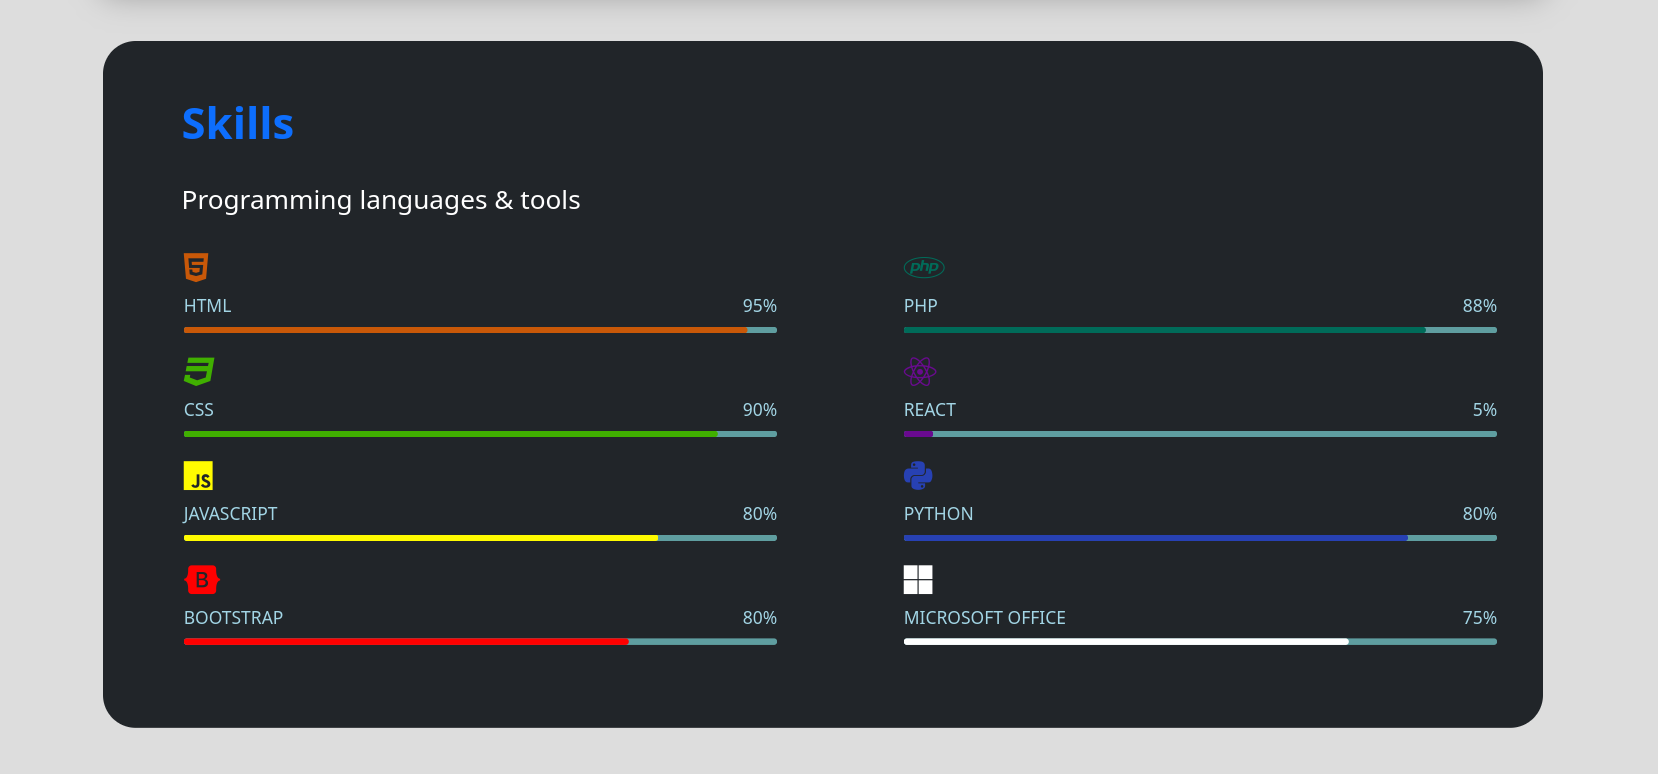 Skills
Programming languages & tools
HTML 95%
CSS 90%
JS
JAVASCRIPT 80%
B
BOOTSTRAP 80%
php
PHP 88%
REACT 5%
PYTHON 80%
MICROSOFT OFFICE 75%